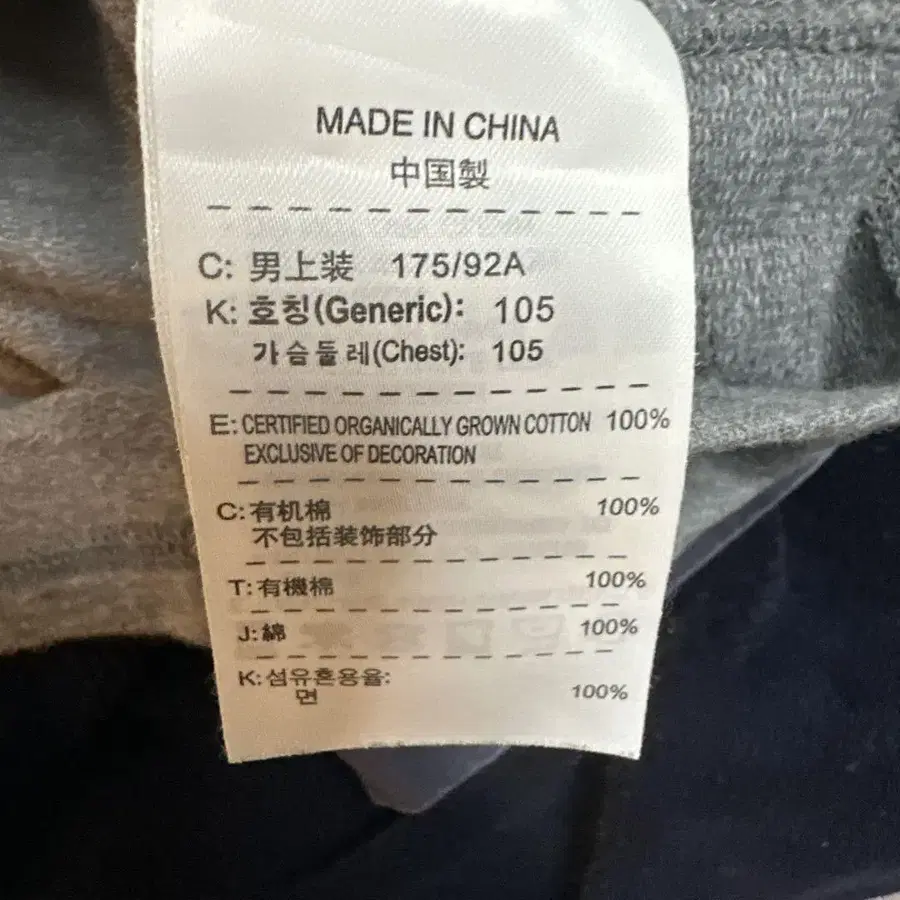 MADE IN CHINA
中国製
C: 男上装 175/92A
K: 호칭(Generic): 105
가슴둘레(Chest): 105
E: CERTIFIED ORGANICALLY GROWN COTTON 100%
EXCLUSIVE OF DECORATION
C: 有机棉 100%
不包括装饰部分
T: 有機棉 100%
J: 綿 100%
K: 섬유혼용율:
면 100%